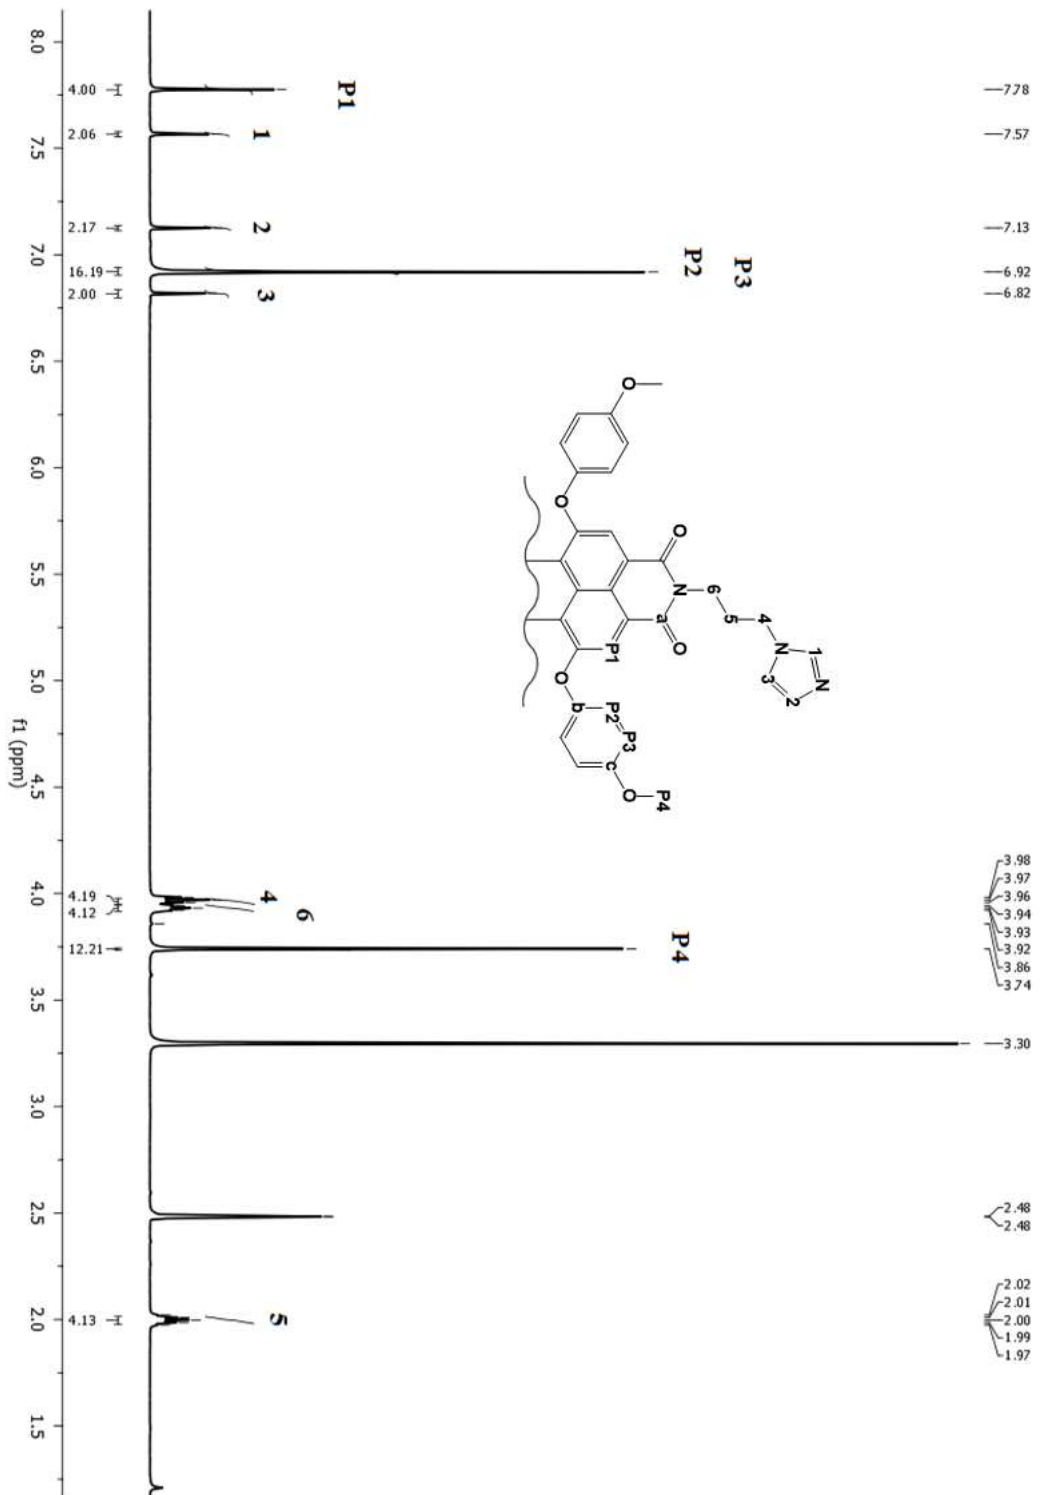 7.78
7.57
7.13
6.92
6.82
3.98
3.97
3.96
3.94
3.93
3.92
3.86
3.74
3.30
2.48
2.48
2.02
2.01
2.00
1.99
1.97
P1
1
2
P3
P2
3
4
6
P4
5
1
N
2
3
N
4
5
6
O
N
O
a
P1
O
O
b
P2
P3
c
O
P4
O
4.00
2.06
2.17
16.19
2.00
4.19
4.12
12.21
4.13
8.0
7.5
7.0
6.5
6.0
5.5
5.0
4.5
4.0
3.5
3.0
2.5
2.0
1.5
f1 (ppm)